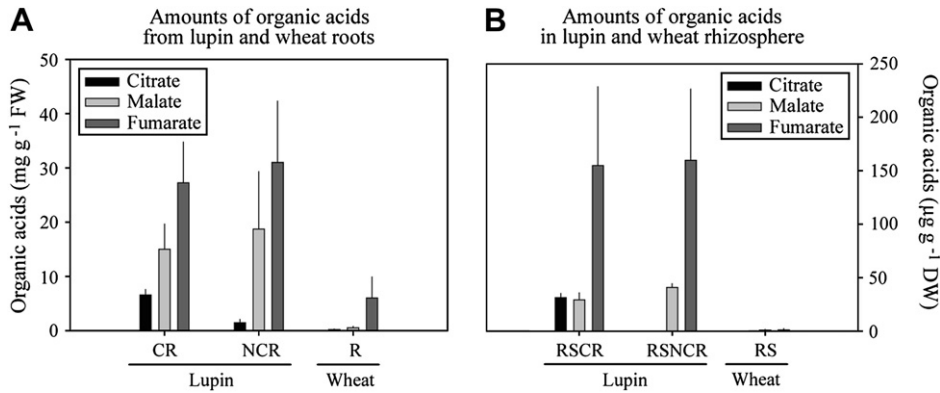 A
Amounts of organic acids
from lupin and wheat roots
Organic acids (mg g -1 FW)
50
40
30
20
10
0
Citrate
Malate
Fumarate
CR NCR R
Lupin Wheat
B
Amounts of organic acids
in lupin and wheat rhizosphere
Citrate
Malate
Fumarate
250
200
150
100
50
0
Organic acids (µg g -1 DW)
RSCR RSNCR RS
Lupin Wheat